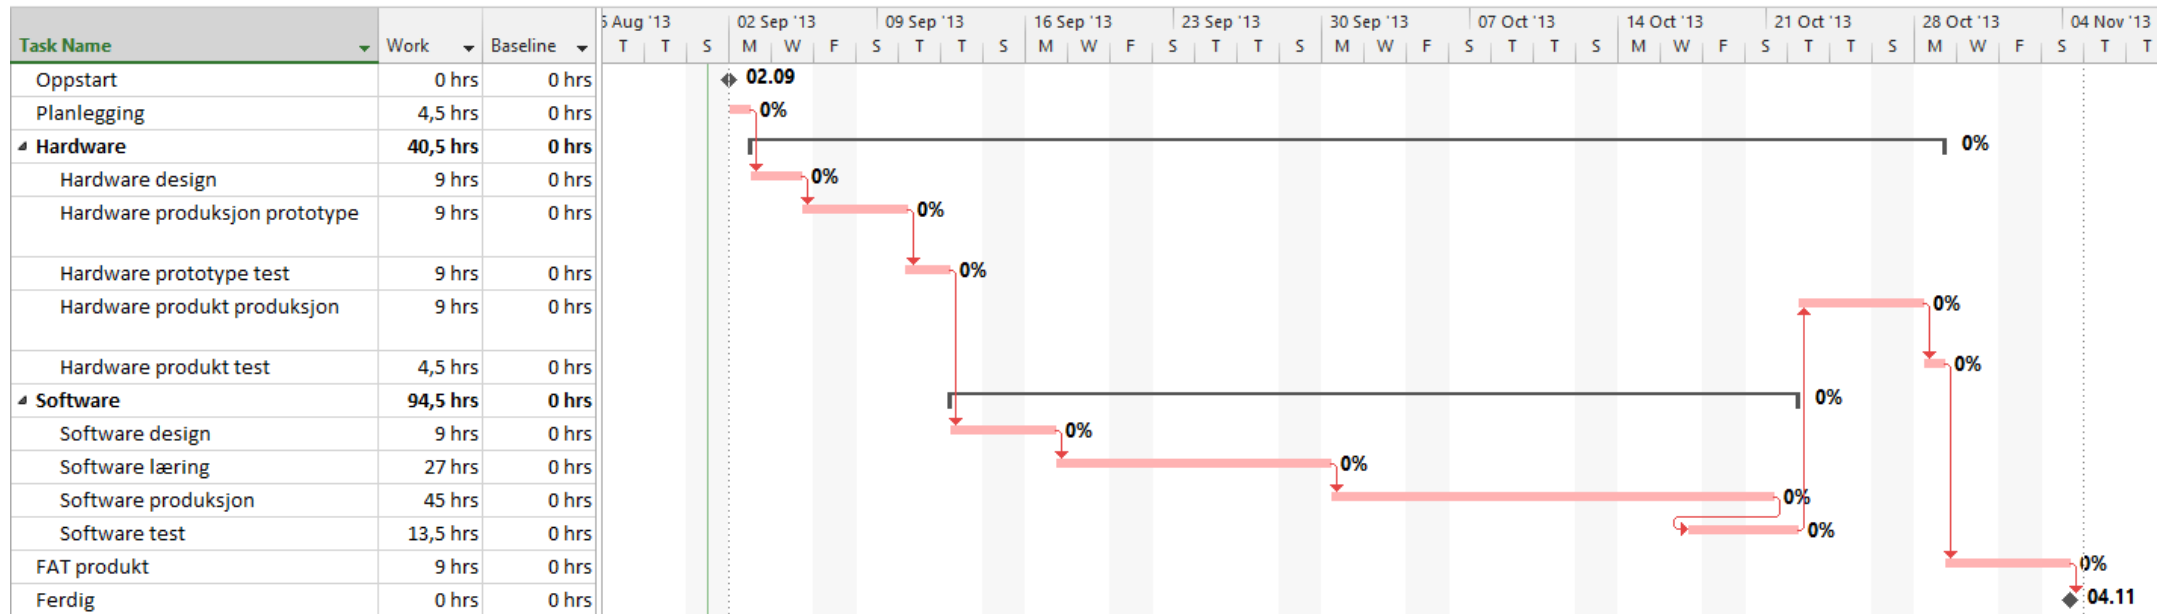 5 Aug '13 02 Sep '13 09 Sep '13 16 Sep '13 23 Sep '13 30 Sep '13 07 Oct '13 14 Oct '13 21 Oct '13 28 Oct '13 04 Nov '13
Task Name Work Baseline T T S M W F S T T S M W F S T T S M W F S T T S M W F S T T S M W F S T T
Oppstart 0 hrs 0 hrs 02.09
Planlegging 4,5 hrs 0 hrs 0%
Hardware 40,5 hrs 0 hrs 0%
Hardware design 9 hrs 0 hrs 0%
Hardware produksjon prototype 9 hrs 0 hrs 0%
Hardware prototype test 9 hrs 0 hrs 0%
Hardware produkt produksjon 9 hrs 0 hrs 0%
Hardware produkt test 4,5 hrs 0 hrs 0%
Software 94,5 hrs 0 hrs 0%
Software design 9 hrs 0 hrs 0%
Software læring 27 hrs 0 hrs 0%
Software produksjon 45 hrs 0 hrs 0%
Software test 13,5 hrs 0 hrs 0%
FAT produkt 9 hrs 0 hrs 0%
Ferdig 0 hrs 0 hrs 04.11